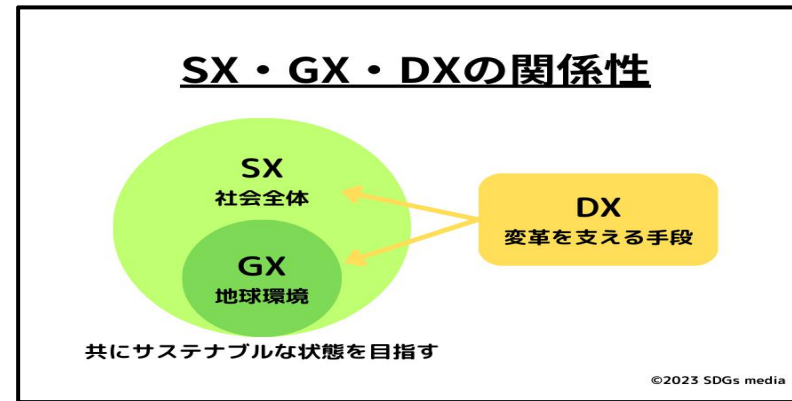 SX・GX・DXの関係性
SX
社会全体
GX
地球環境
DX
変革を支える手段
共にサステナブルな状態を目指す
©2023 SDGs media